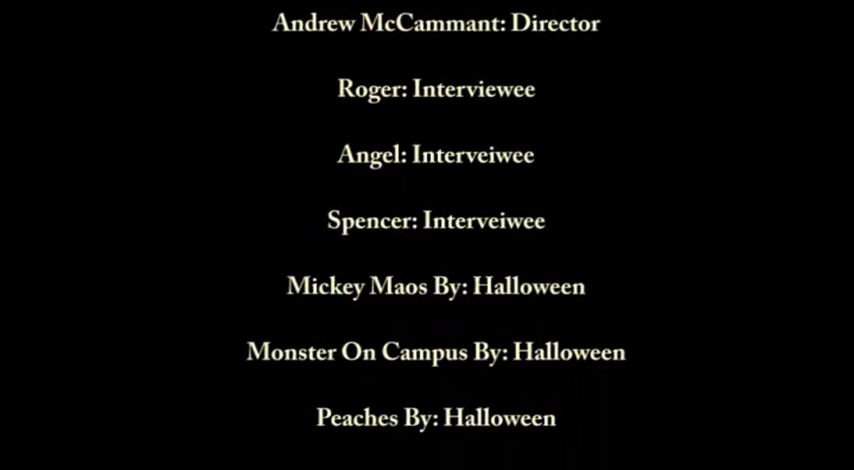 Andrew McCammant: Director
Roger: Interviewee
Angel: Interveiwee
Spencer: Interveiwee
Mickey Maos By: Halloween
Monster On Campus By: Halloween
Peaches By: Halloween